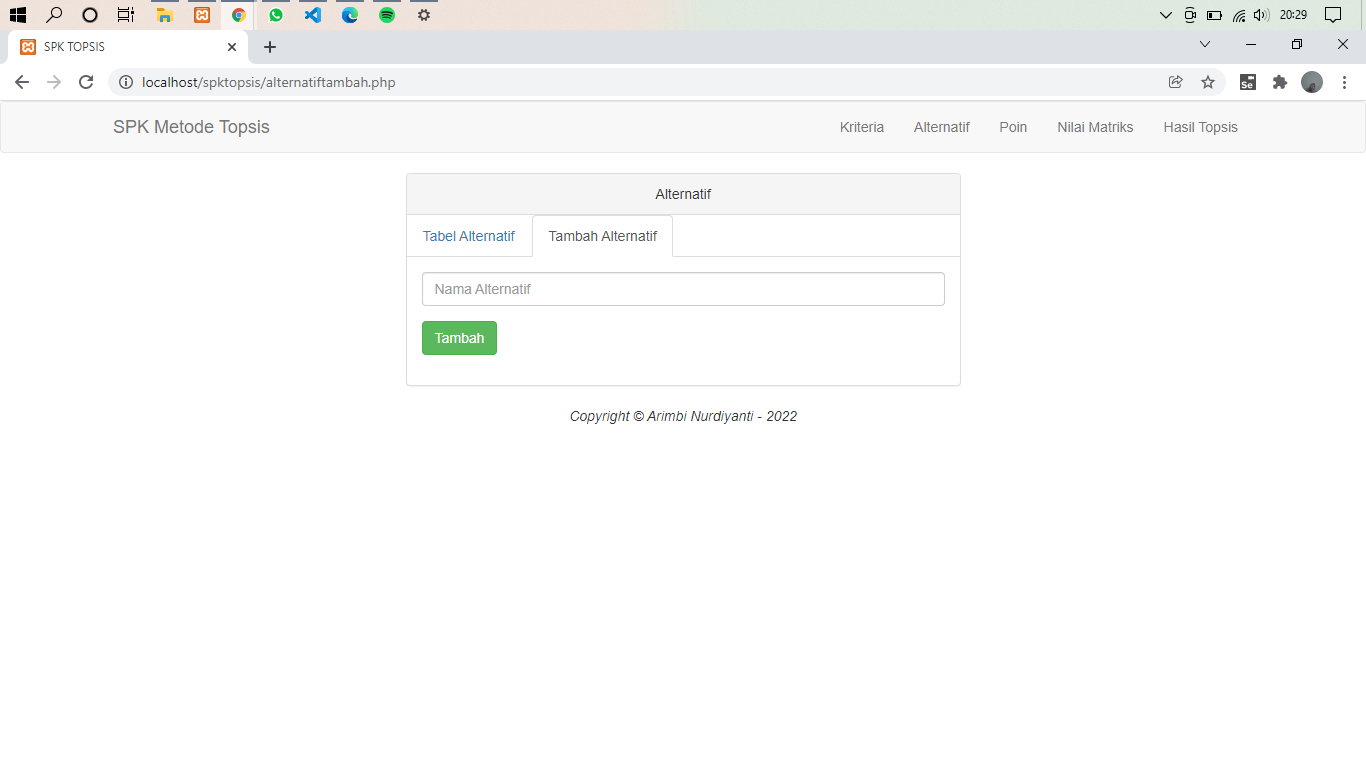 20:29
SPK TOPSIS
localhost/spktopsis/alternatiftambah.php
Se
SPK Metode Topsis Kriteria Alternatif Poin Nilai Matriks Hasil Topsis
Alternatif
Tabel Alternatif Tambah Alternatif
Nama Alternatif
Tambah
Copyright © Arimbi Nurdiyanti - 2022